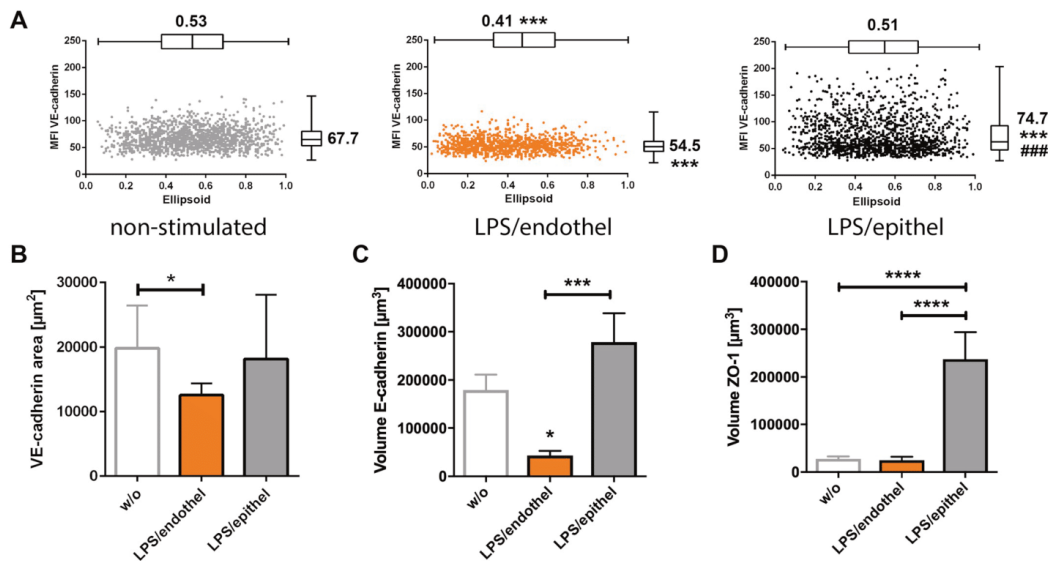 A
0.53
MFI VE-cadherin
250
200
150
100
50
0
0.0 0.2 0.4 0.6 0.8 1.0
Ellipsoid
67.7
non-stimulated
0.41 ***
MFI VE-cadherin
250
200
150
100
50
0
0.0 0.2 0.4 0.6 0.8 1.0
Ellipsoid
54.5
***
LPS/endothel
0.51
MFI VE-cadherin
250
200
150
100
50
0
0.0 0.2 0.4 0.6 0.8 1.0
Ellipsoid
74.7
***
###
LPS/epithel
B
VE-cadherin area [µm²]
30000
20000
10000
0
*
w/o
LPS/endothel
LPS/epithel
C
Volume E-cadherin [µm³]
400000
300000
200000
100000
0
***
*
w/o
LPS/endothel
LPS/epithel
D
Volume ZO-1 [µm³]
400000
300000
200000
100000
0
****
****
w/o
LPS/endothel
LPS/epithel